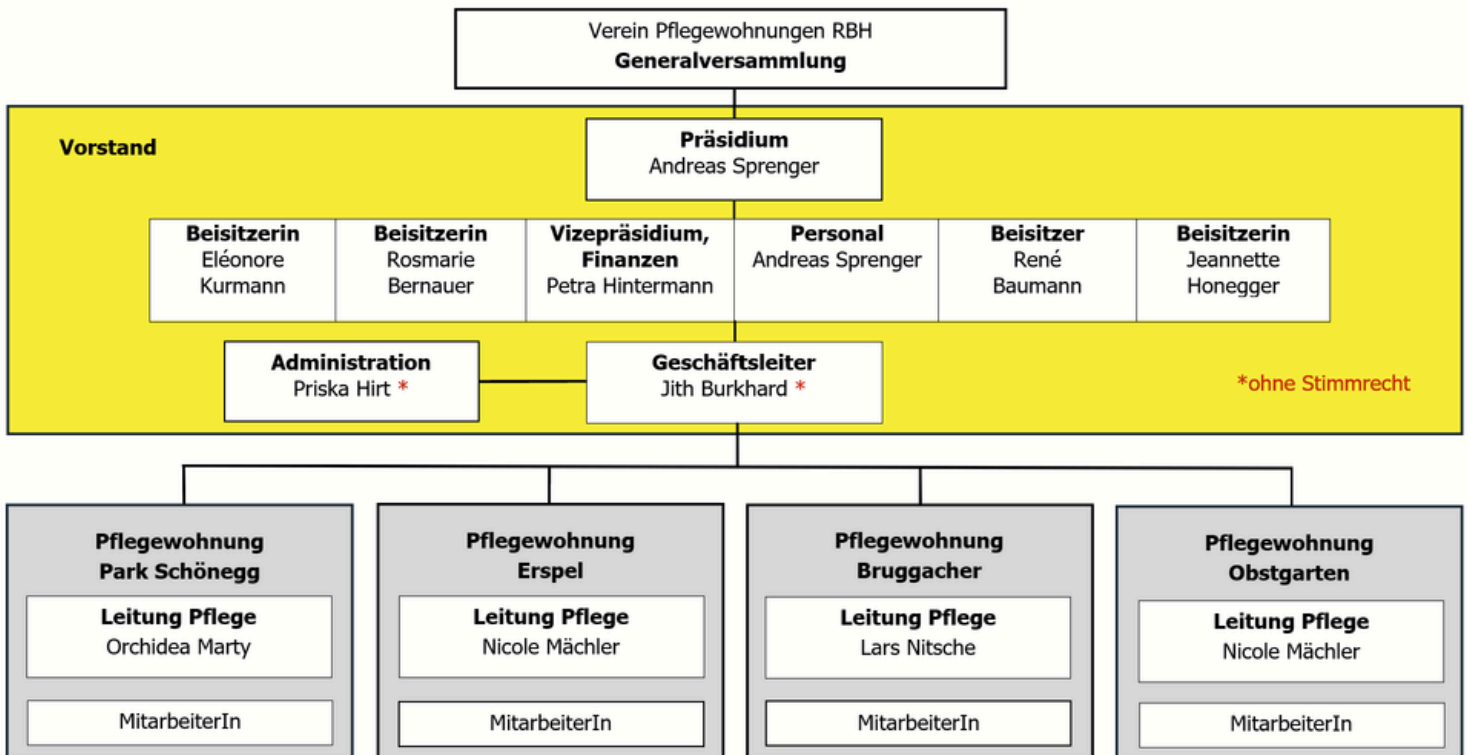 Verein Pflegewohnungen RBH
Generalversammlung
Vorstand
Präsidium
Andreas Sprenger
Beisitzerin
Eléonore
Kurmann
Beisitzerin
Rosmarie
Bernauer
Vizepräsidium,
Finanzen
Petra Hintermann
Personal
Andreas Sprenger
Beisitzer
René
Baumann
Beisitzerin
Jeannette
Honegger
Administration
Priska Hirt *
Geschäftsleiter
Jith Burkhard *
*ohne Stimmrecht
Pflegewohnung
Park Schönegg
Leitung Pflege
Orchidea Marty
MitarbeiterIn
Pflegewohnung
Erspel
Leitung Pflege
Nicole Mächler
MitarbeiterIn
Pflegewohnung
Bruggacher
Leitung Pflege
Lars Nitsche
MitarbeiterIn
Pflegewohnung
Obstgarten
Leitung Pflege
Nicole Mächler
MitarbeiterIn